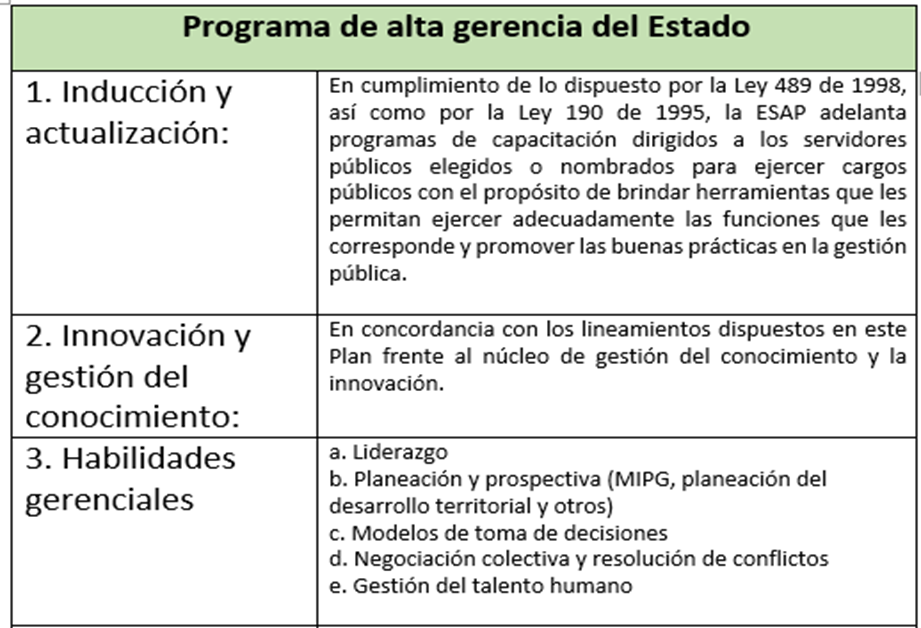 Programa de alta gerencia del Estado
1. Inducción y
actualización:
En cumplimiento de lo dispuesto por la Ley 489 de 1998,
así como por la Ley 190 de 1995, la ESAP adelanta
programas de capacitación dirigidos a los servidores
públicos elegidos o nombrados para ejercer cargos
públicos con el propósito de brindar herramientas que les
permitan ejercer adecuadamente las funciones que les
corresponde y promover las buenas prácticas en la gestión
pública.
2. Innovación y
gestión del
conocimiento:
En concordancia con los lineamientos dispuestos en este
Plan frente al núcleo de gestión del conocimiento y la
innovación.
3. Habilidades
gerenciales
a. Liderazgo
b. Planeación y prospectiva (MIPG, planeación del
desarrollo territorial y otros)
c. Modelos de toma de decisiones
d. Negociación colectiva y resolución de conflictos
e. Gestión del talento humano